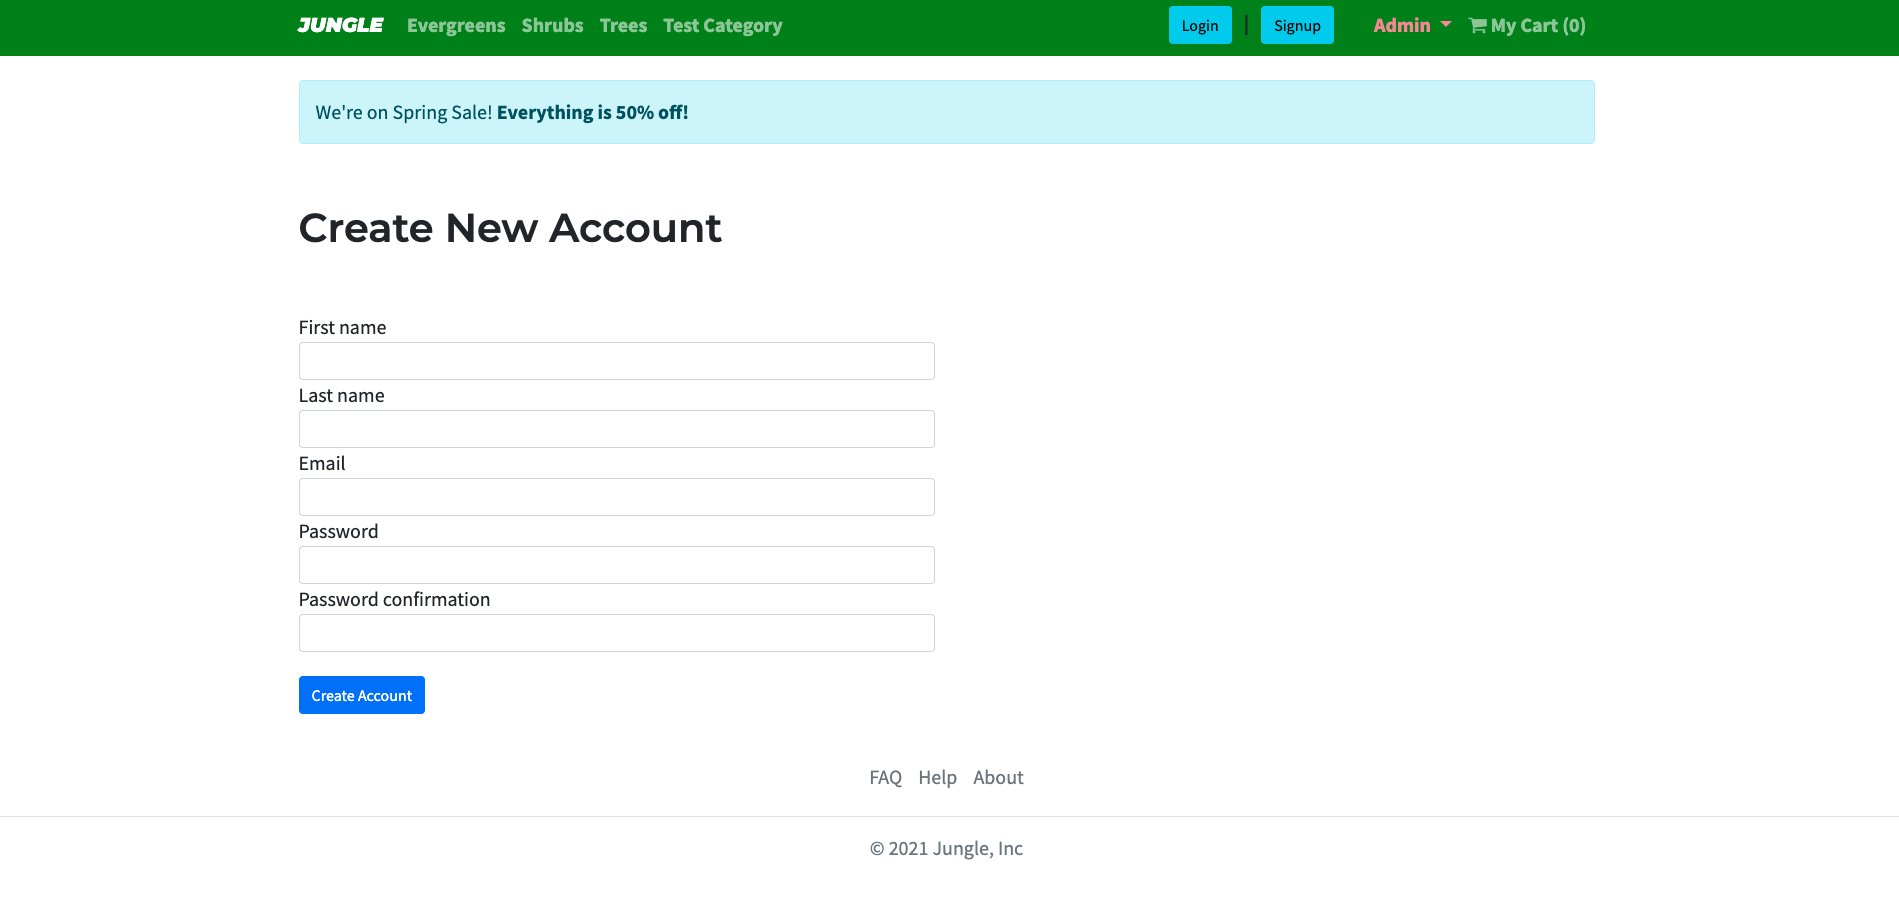 JUNGLE Evergreens Shrubs Trees Test Category Login | Signup Admin My Cart (0)
We're on Spring Sale! Everything is 50% off!
Create New Account
First name
Last name
Email
Password
Password confirmation
Create Account
FAQ Help About
© 2021 Jungle, Inc